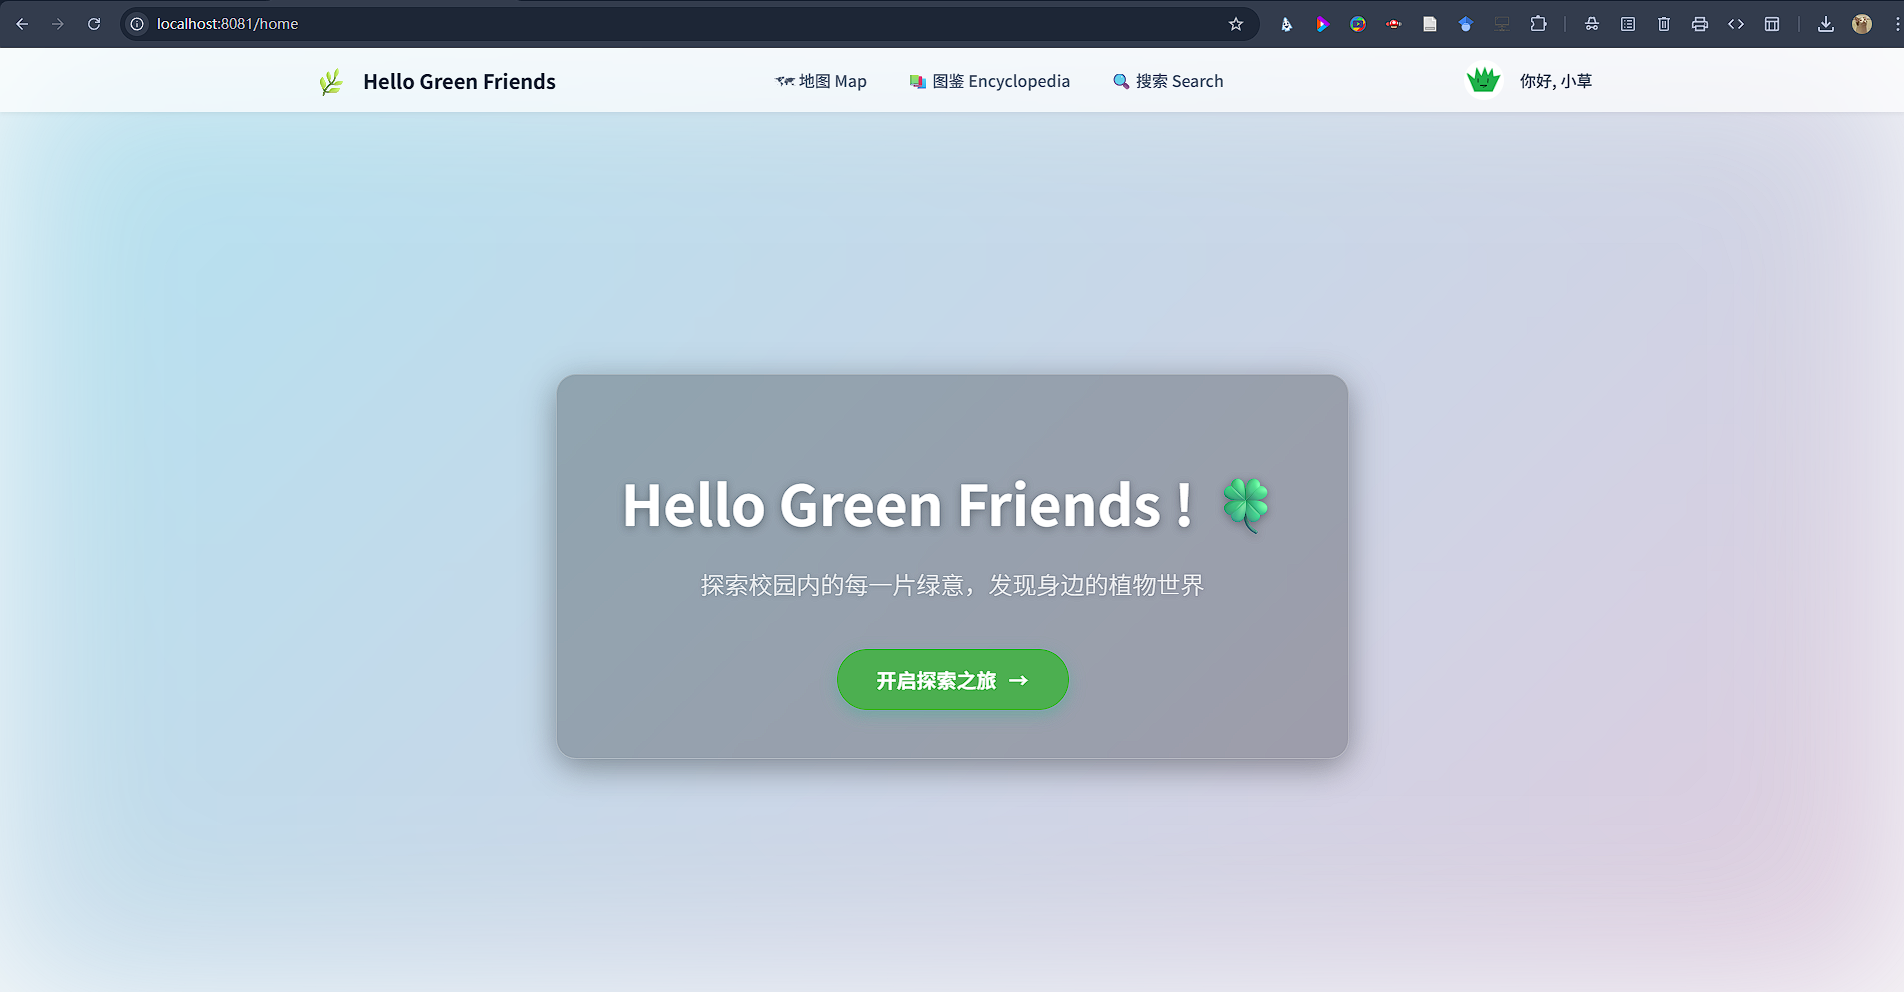 localhost:8081/home
Hello Green Friends
地图 Map
图鉴 Encyclopedia
搜索 Search
你好, 小草
Hello Green Friends！
探索校园内的每一片绿意，发现身边的植物世界
开启探索之旅 →